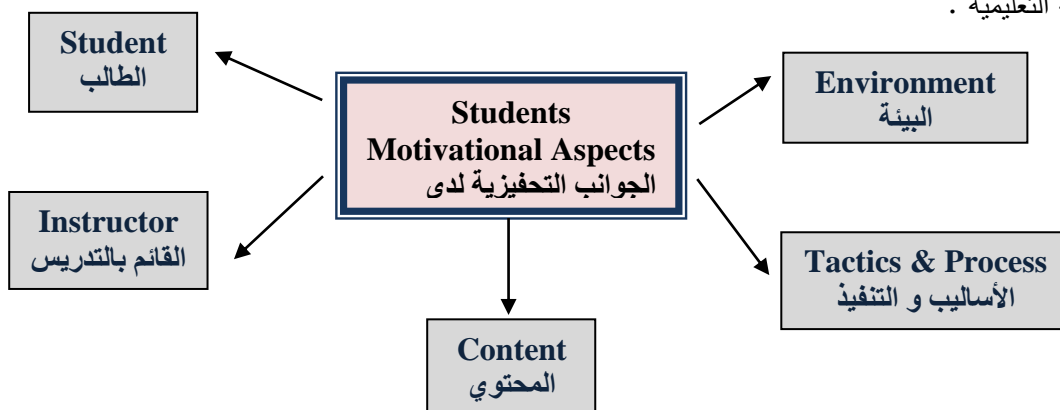 التعليمية .
Student
الطالب
Environment
البيئة
Students
Motivational Aspects
الجوانب التحفيزية لدى
Instructor
القائم بالتدريس
Tactics & Process
الأساليب و التنفيذ
Content
المحتوي